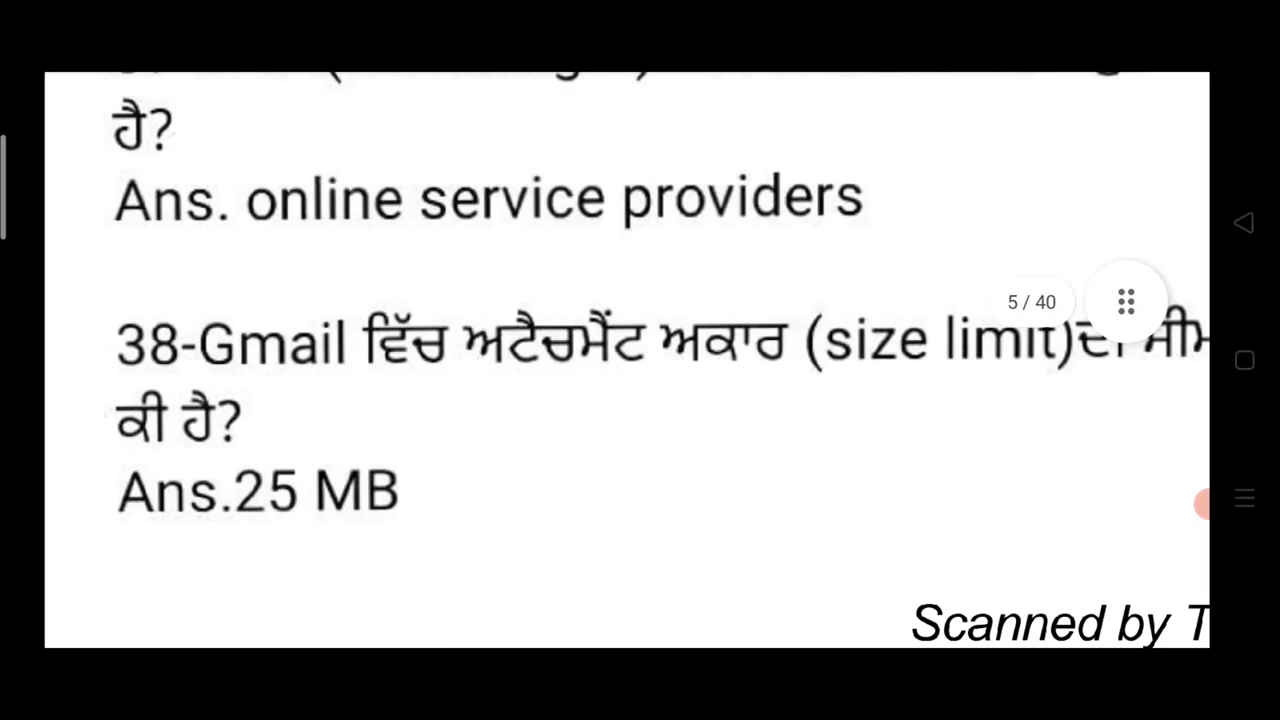 ਹੈ?
Ans. online service providers
5 / 40
38-Gmail ਵਿੱਚ ਅਟੈਚਮੈਂਟ ਅਕਾਰ (size limit)
ਕੀ ਹੈ?
Ans.25 MB
Scanned by